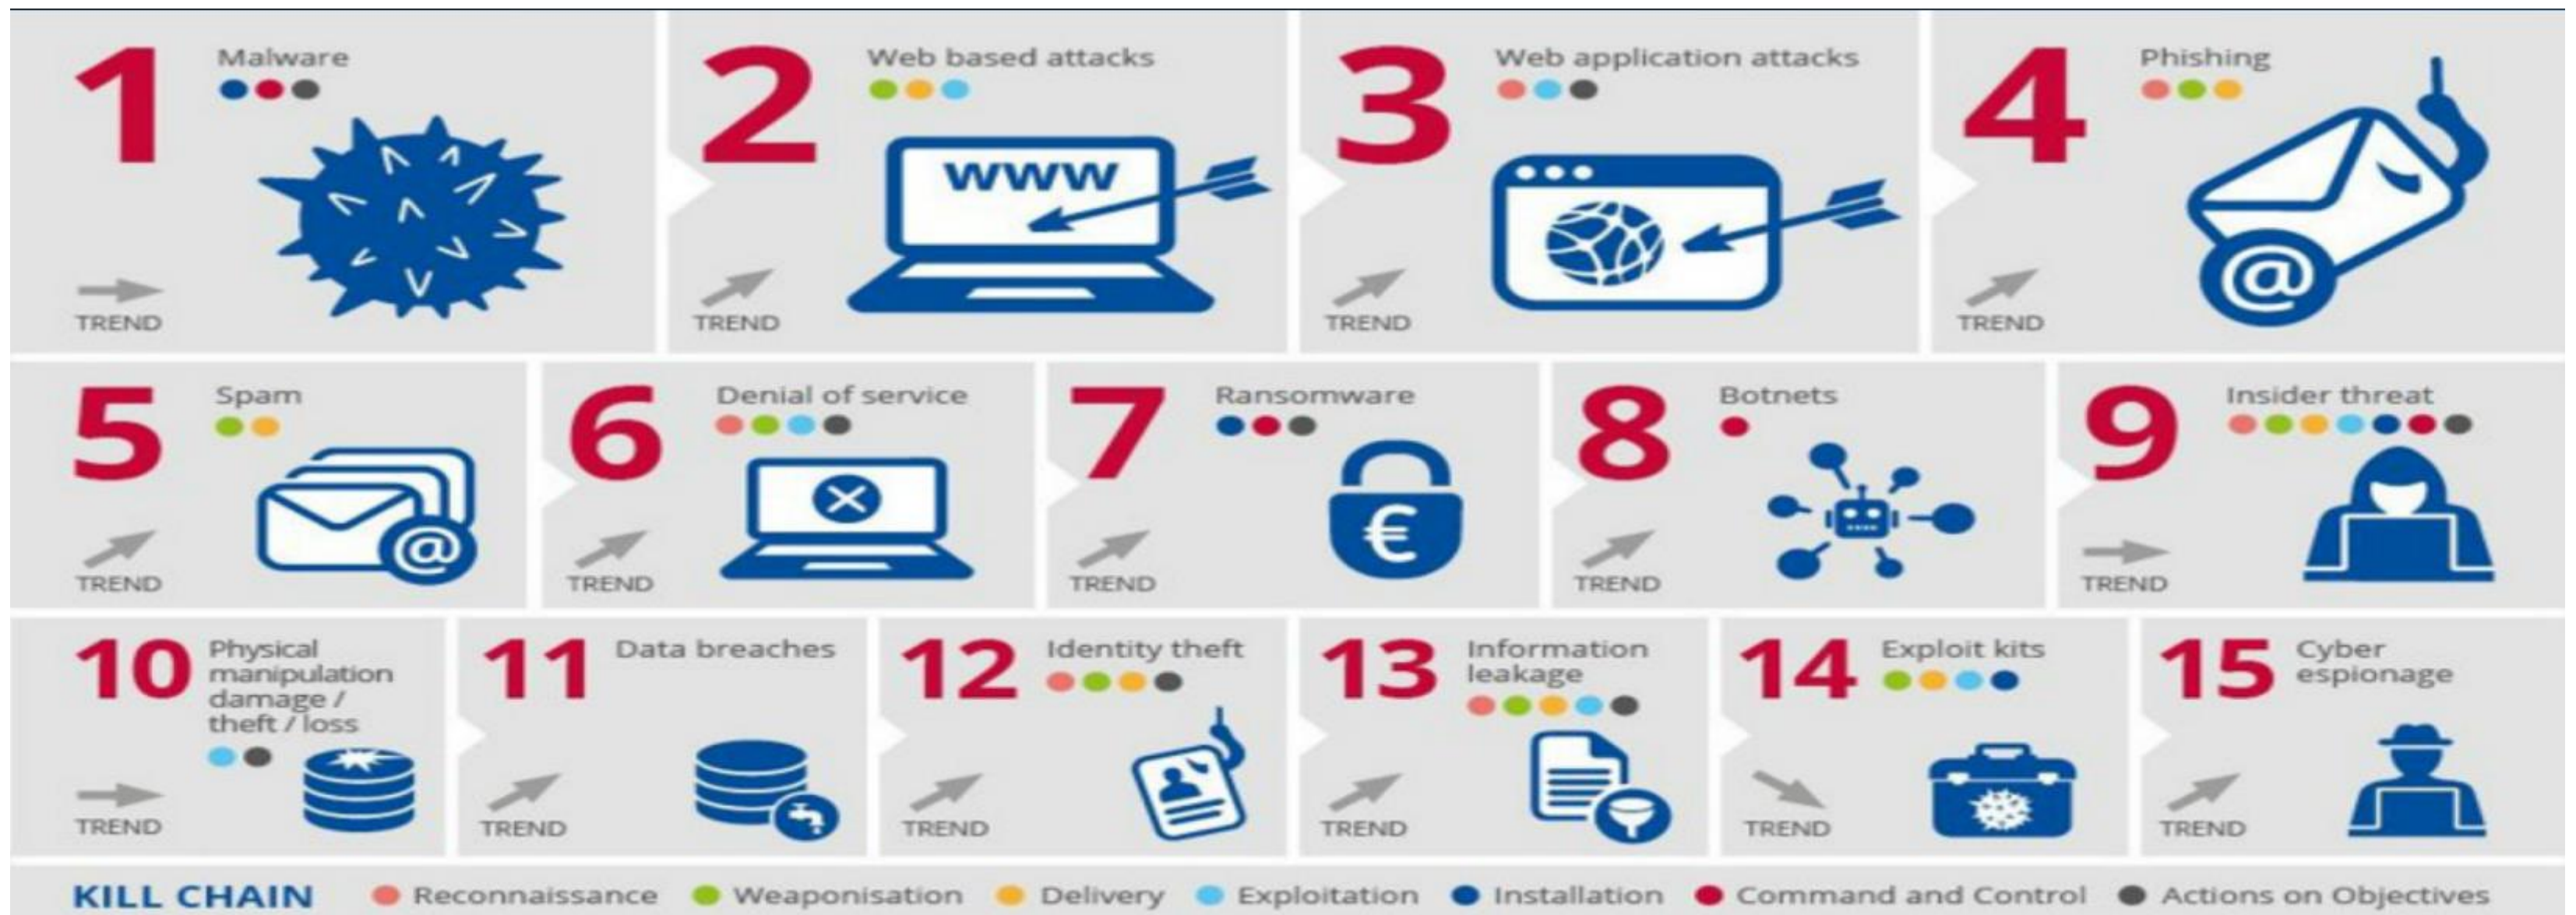 1
Malware
TREND
2
Web based attacks
WWW
TREND
3
Web application attacks
TREND
4
Phishing
@
TREND
5
Spam
@
TREND
6
Denial of service
TREND
7
Ransomware
€
TREND
8
Botnets
TREND
9
Insider threat
TREND
10
Physical
manipulation
damage /
theft / loss
TREND
11
Data breaches
TREND
12
Identity theft
TREND
13
Information
leakage
TREND
14
Exploit kits
TREND
15
Cyber
espionage
TREND
KILL CHAIN Reconnaissance Weaponisation Delivery Exploitation Installation Command and Control Actions on Objectives